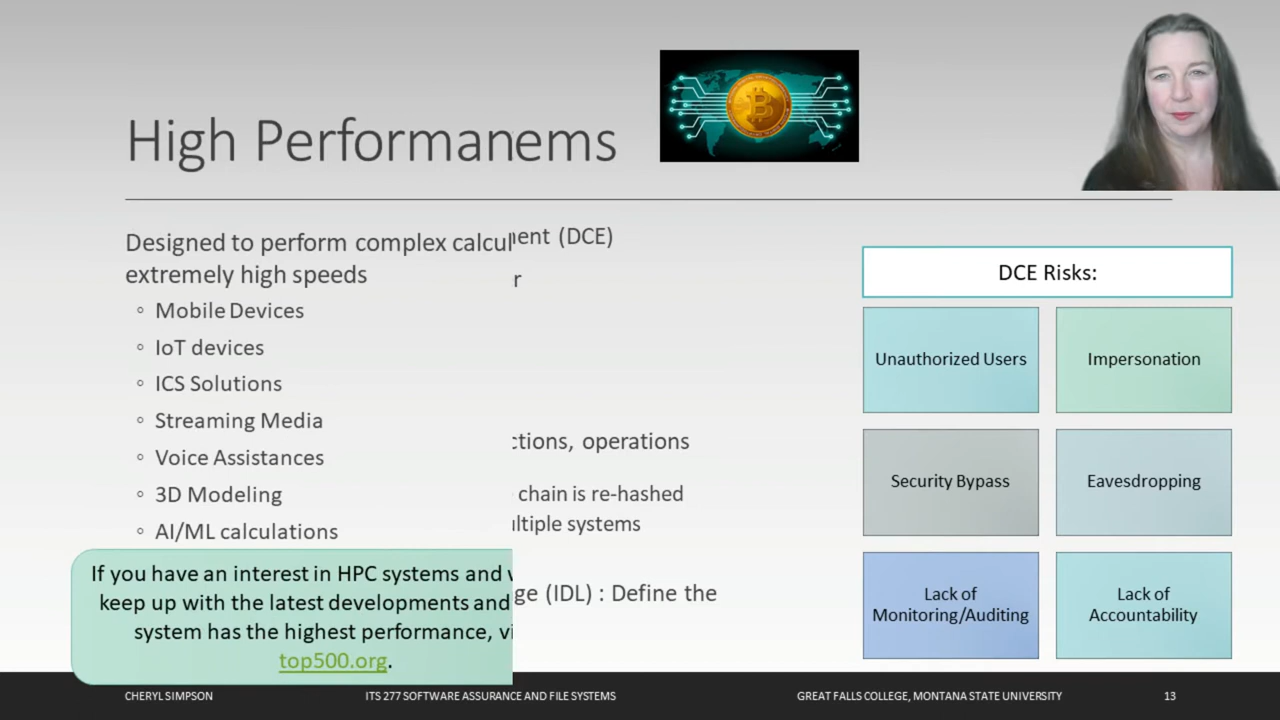 High Performanems
Designed to perform complex calcul
extremely high speeds
◦ Mobile Devices
◦ IoT devices
◦ ICS Solutions
◦ Streaming Media
◦ Voice Assistances
◦ 3D Modeling
◦ AI/ML calculations
If you have an interest in HPC systems and
keep up with the latest developments and
system has the highest performance, vi
top500.org.
ent (DCE)
r
ctions, operations
chain is re-hashed
ltiple systems
ge (IDL) : Define the
DCE Risks:
Unauthorized Users
Impersonation
Security Bypass
Eavesdropping
Lack of
Monitoring/Auditing
Lack of
Accountability
CHERYL SIMPSON
ITS 277 SOFTWARE ASSURANCE AND FILE SYSTEMS
GREAT FALLS COLLEGE, MONTANA STATE UNIVERSITY
13